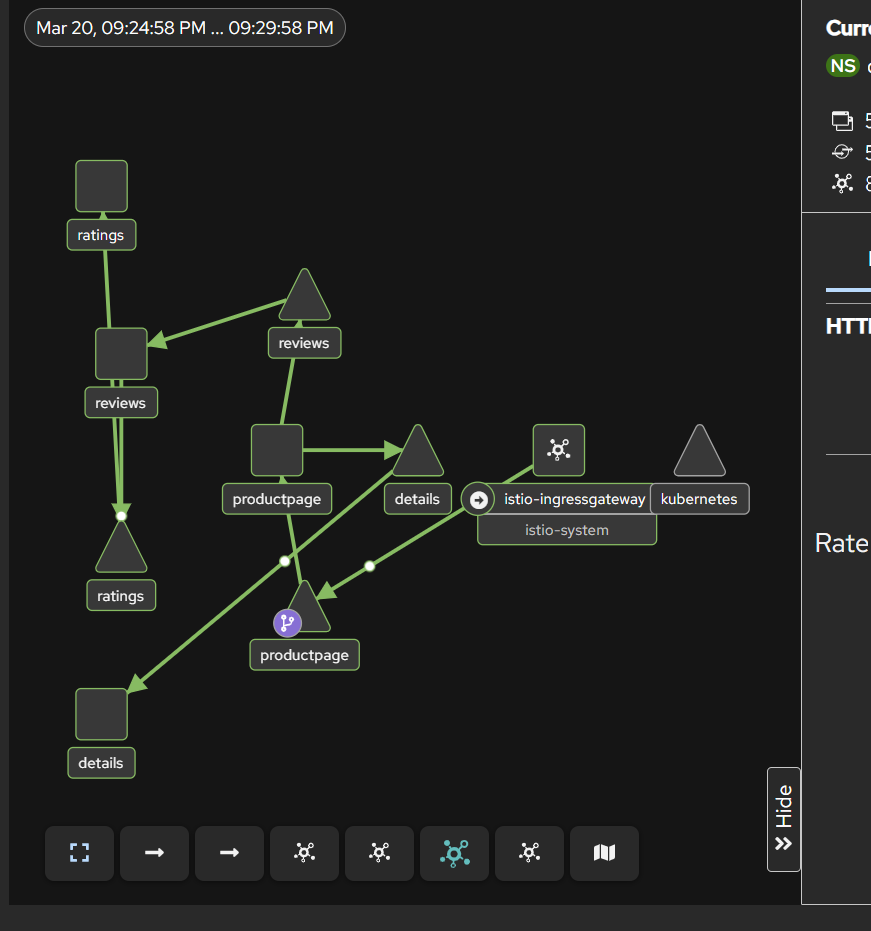 Mar 20, 09:24:58 PM ... 09:29:58 PM
NS
ratings
reviews
reviews
productpage
details
istio-ingressgateway
kubernetes
istio-system
ratings
productpage
details
Hide
Rate